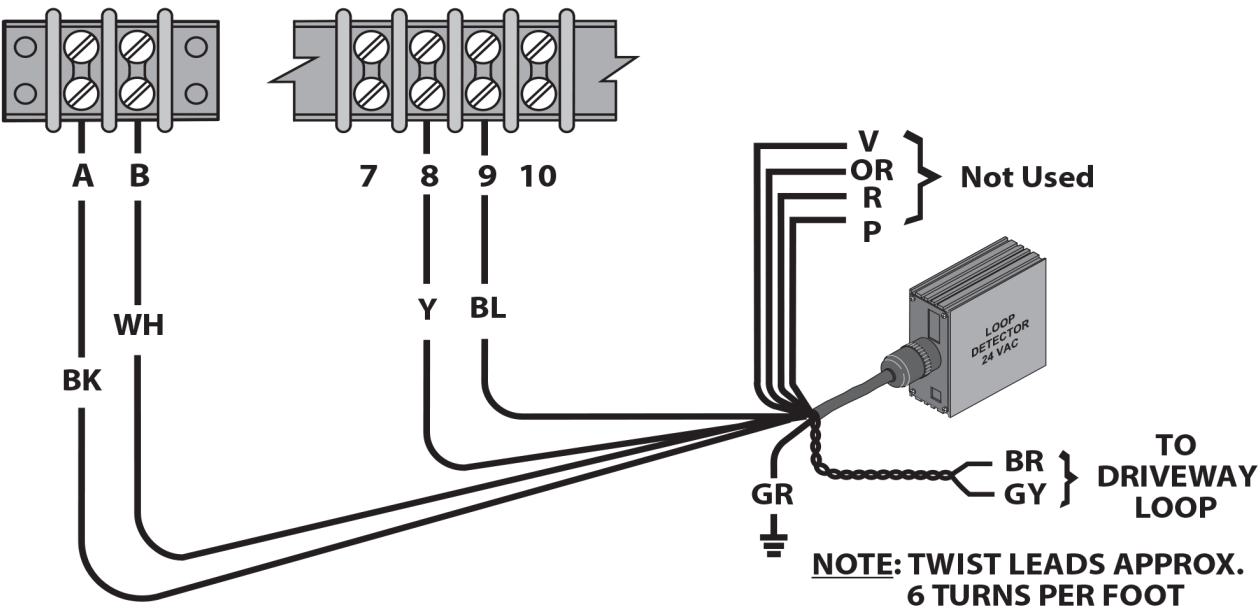 A B 7 8 9 10
V
OR
R
P
Not Used
LOOP
DETECTOR
24 VAC
Y BL
WH
BK
BR
GY
TO
DRIVEWAY
LOOP
GR
NOTE: TWIST LEADS APPROX.
6 TURNS PER FOOT